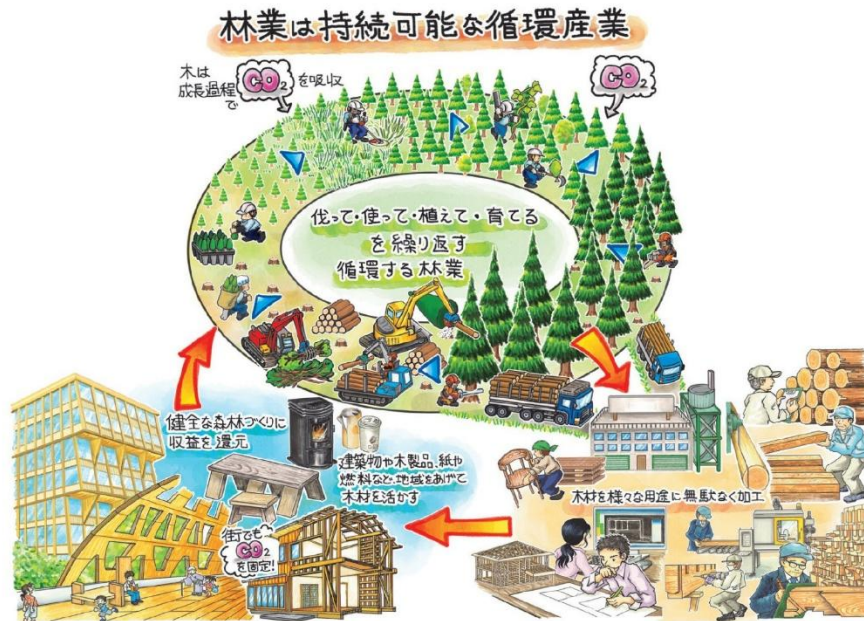 林業は持続可能な循環産業
木は
成長過程
で
CO₂
を吸収
CO₂
伐って・使って・植えて・育てる
を繰り返す
循環する林業
健全な森林づくりに
収益を還元
建築物や木製品、紙や
燃料など、地域をあげて
木材を活かす
木材を様々な用途に無駄なく加工
街でも
CO₂
を固定!